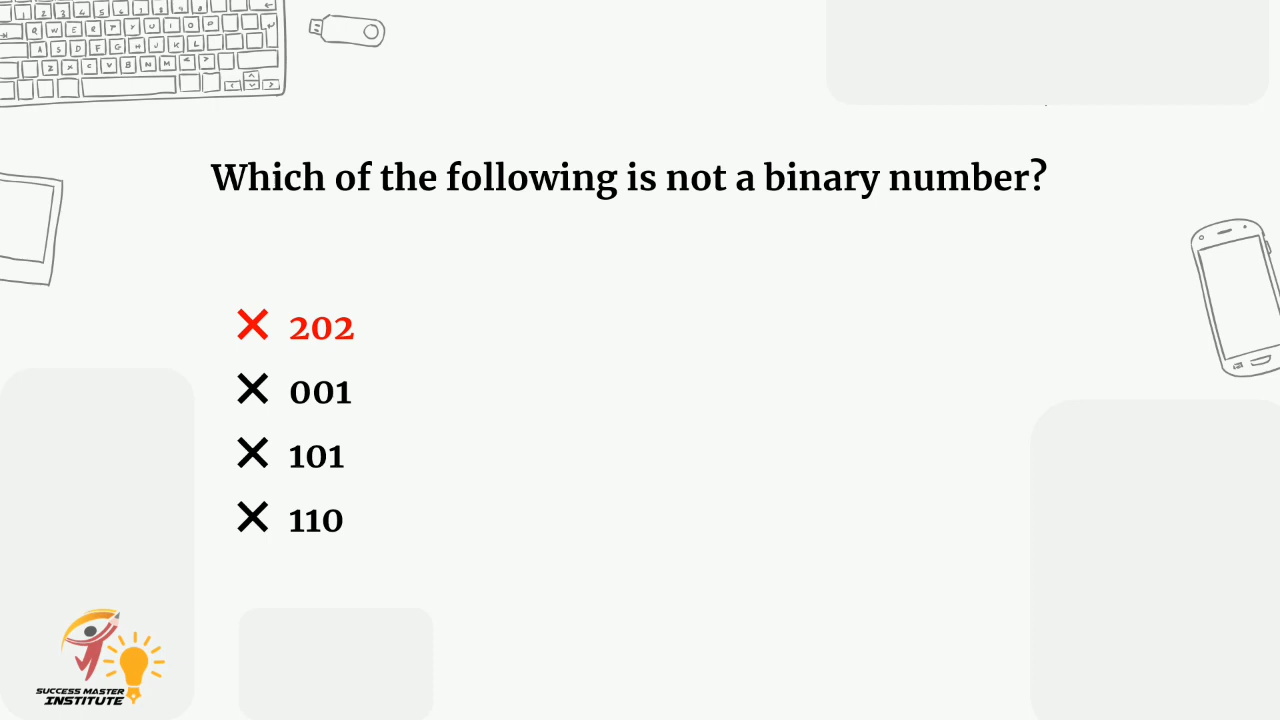 Which of the following is not a binary number?
202
001
101
110
SUCCESS MASTER
INSTITUTE